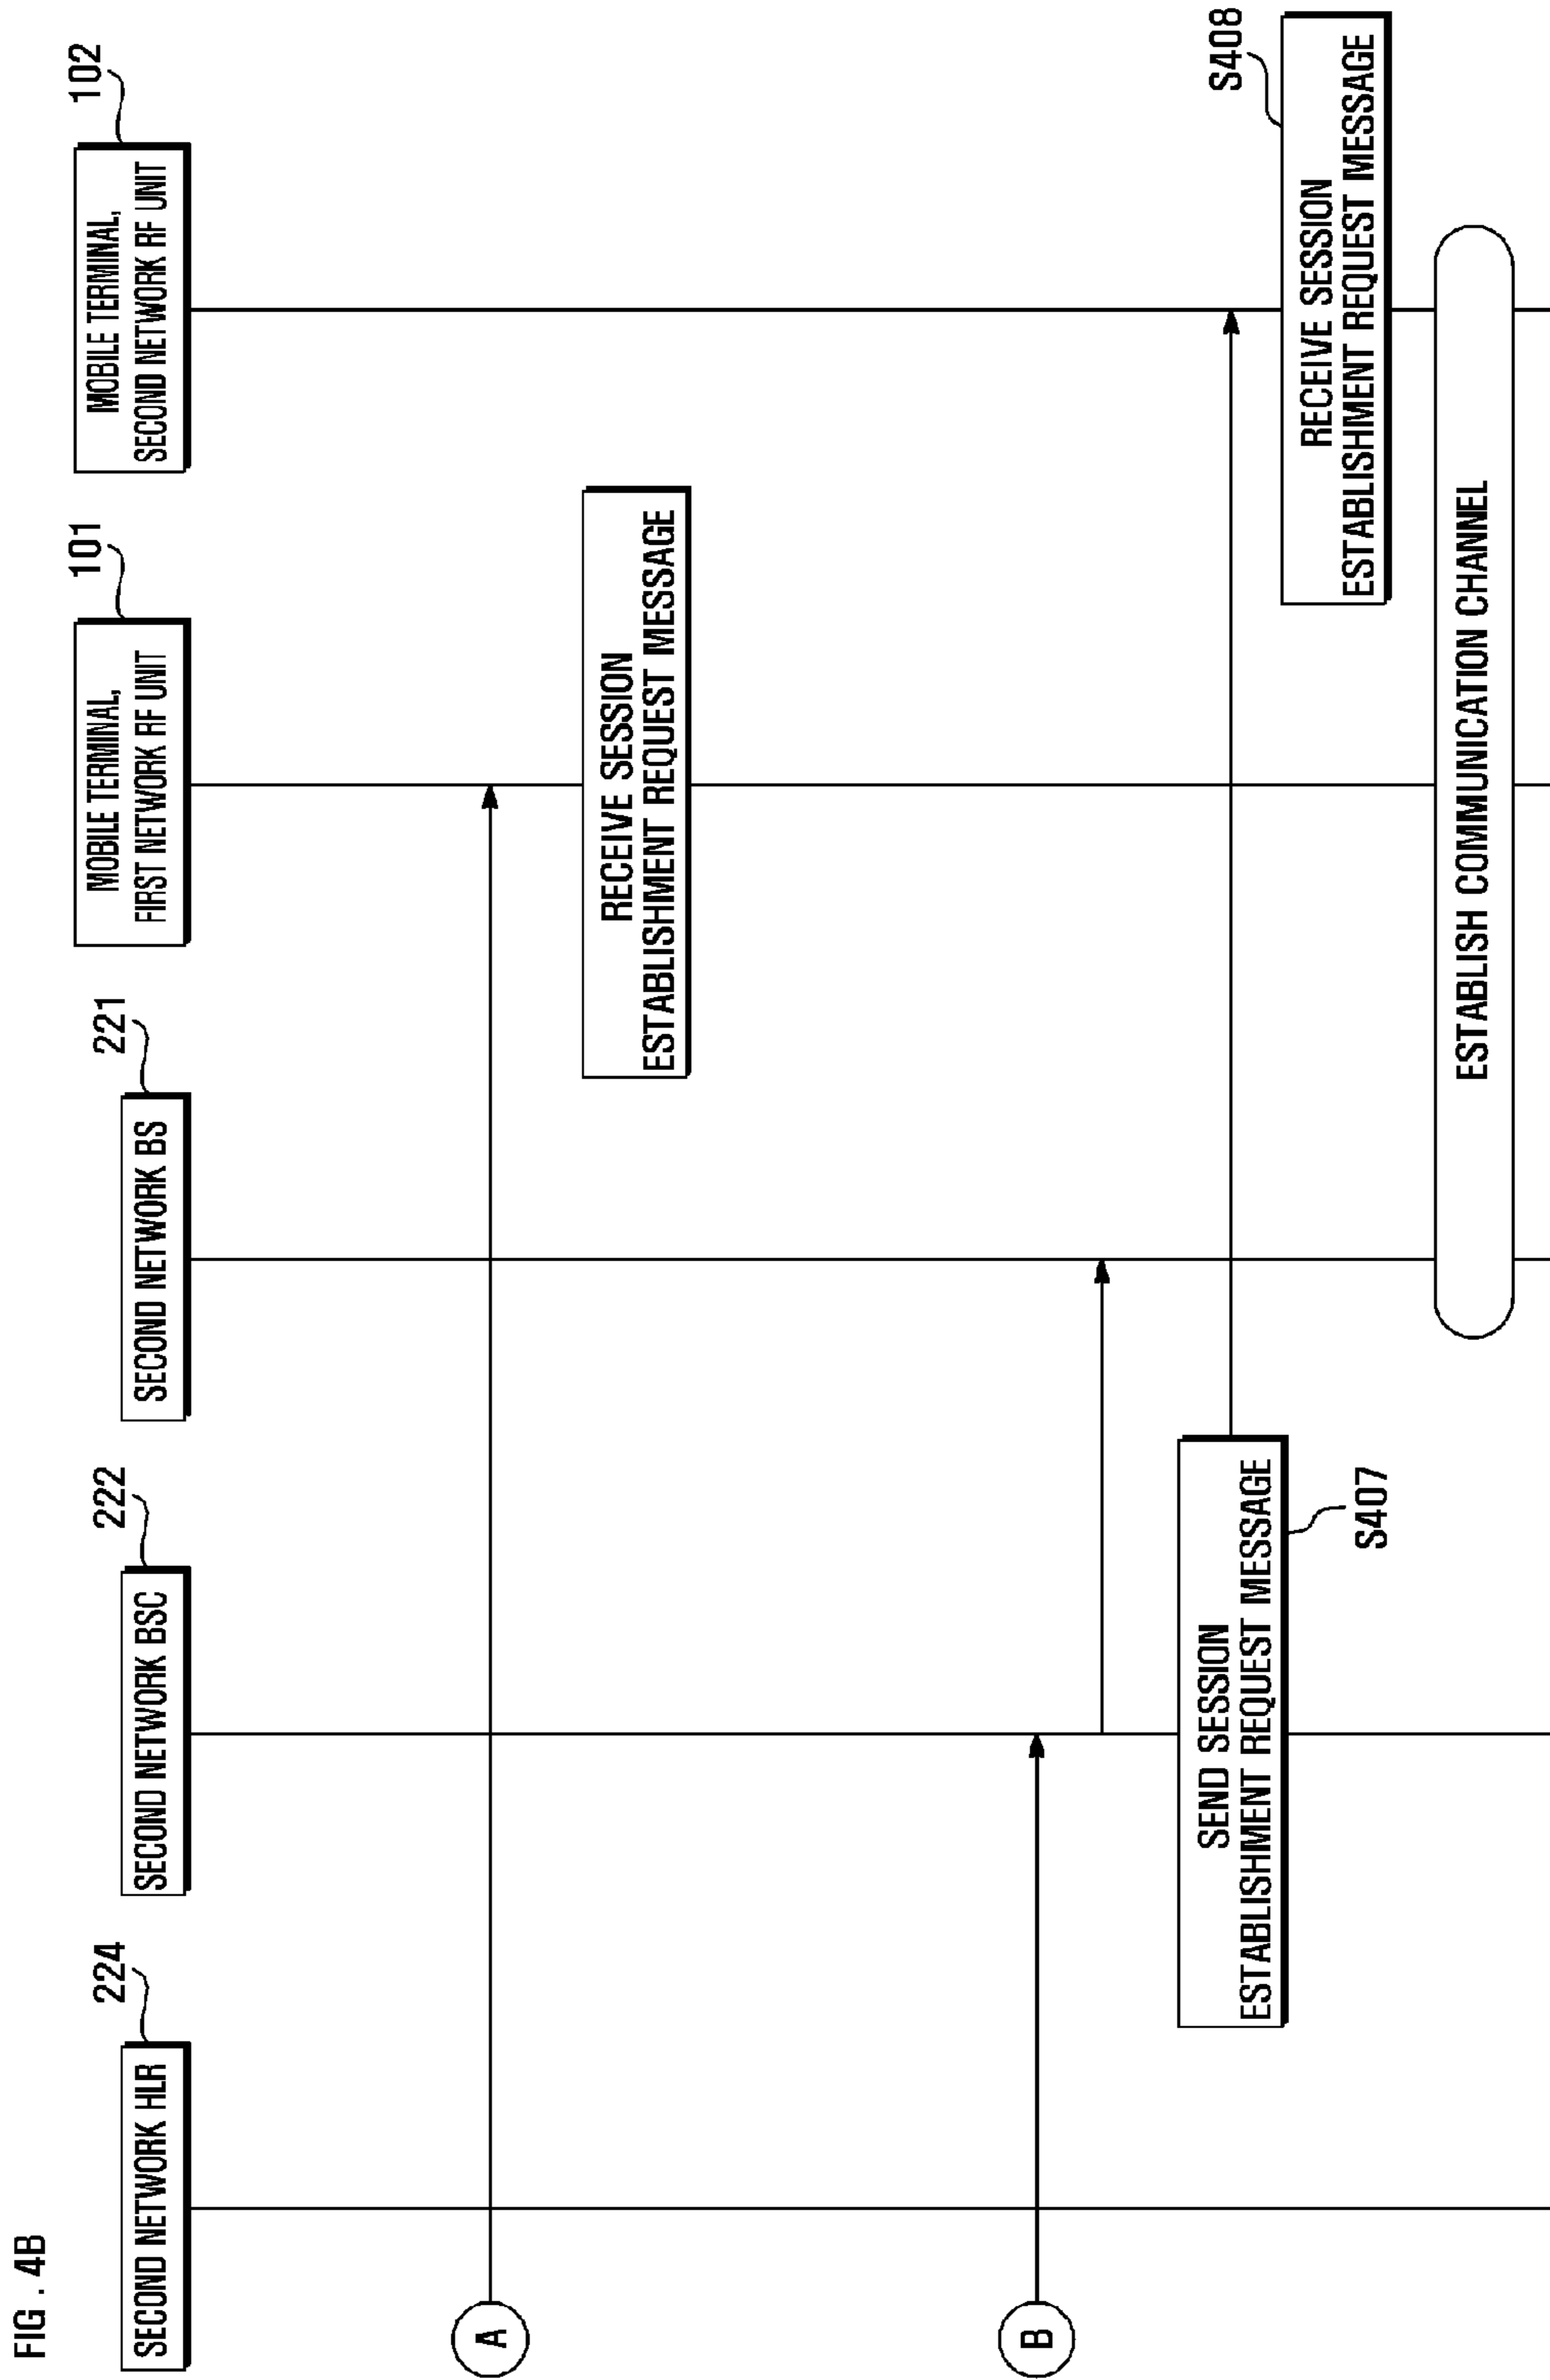 FIG . 4B
224
222
221
101
102
SECOND NETWORK HLR
SECOND NETWORK BSC
SECOND NETWORK BS
MOBILE TERMINAL,
FIRST NETWORK RF UNIT
MOBILE TERMINAL,
SECOND NETWORK RF UNIT
A
RECEIVE SESSION
ESTABLISHMENT REQUEST MESSAGE
B
SEND SESSION
ESTABLISHMENT REQUEST MESSAGE
S407
S408
RECEIVE SESSION
ESTABLISHMENT REQUEST MESSAGE
ESTABLISH COMMUNICATION CHANNEL